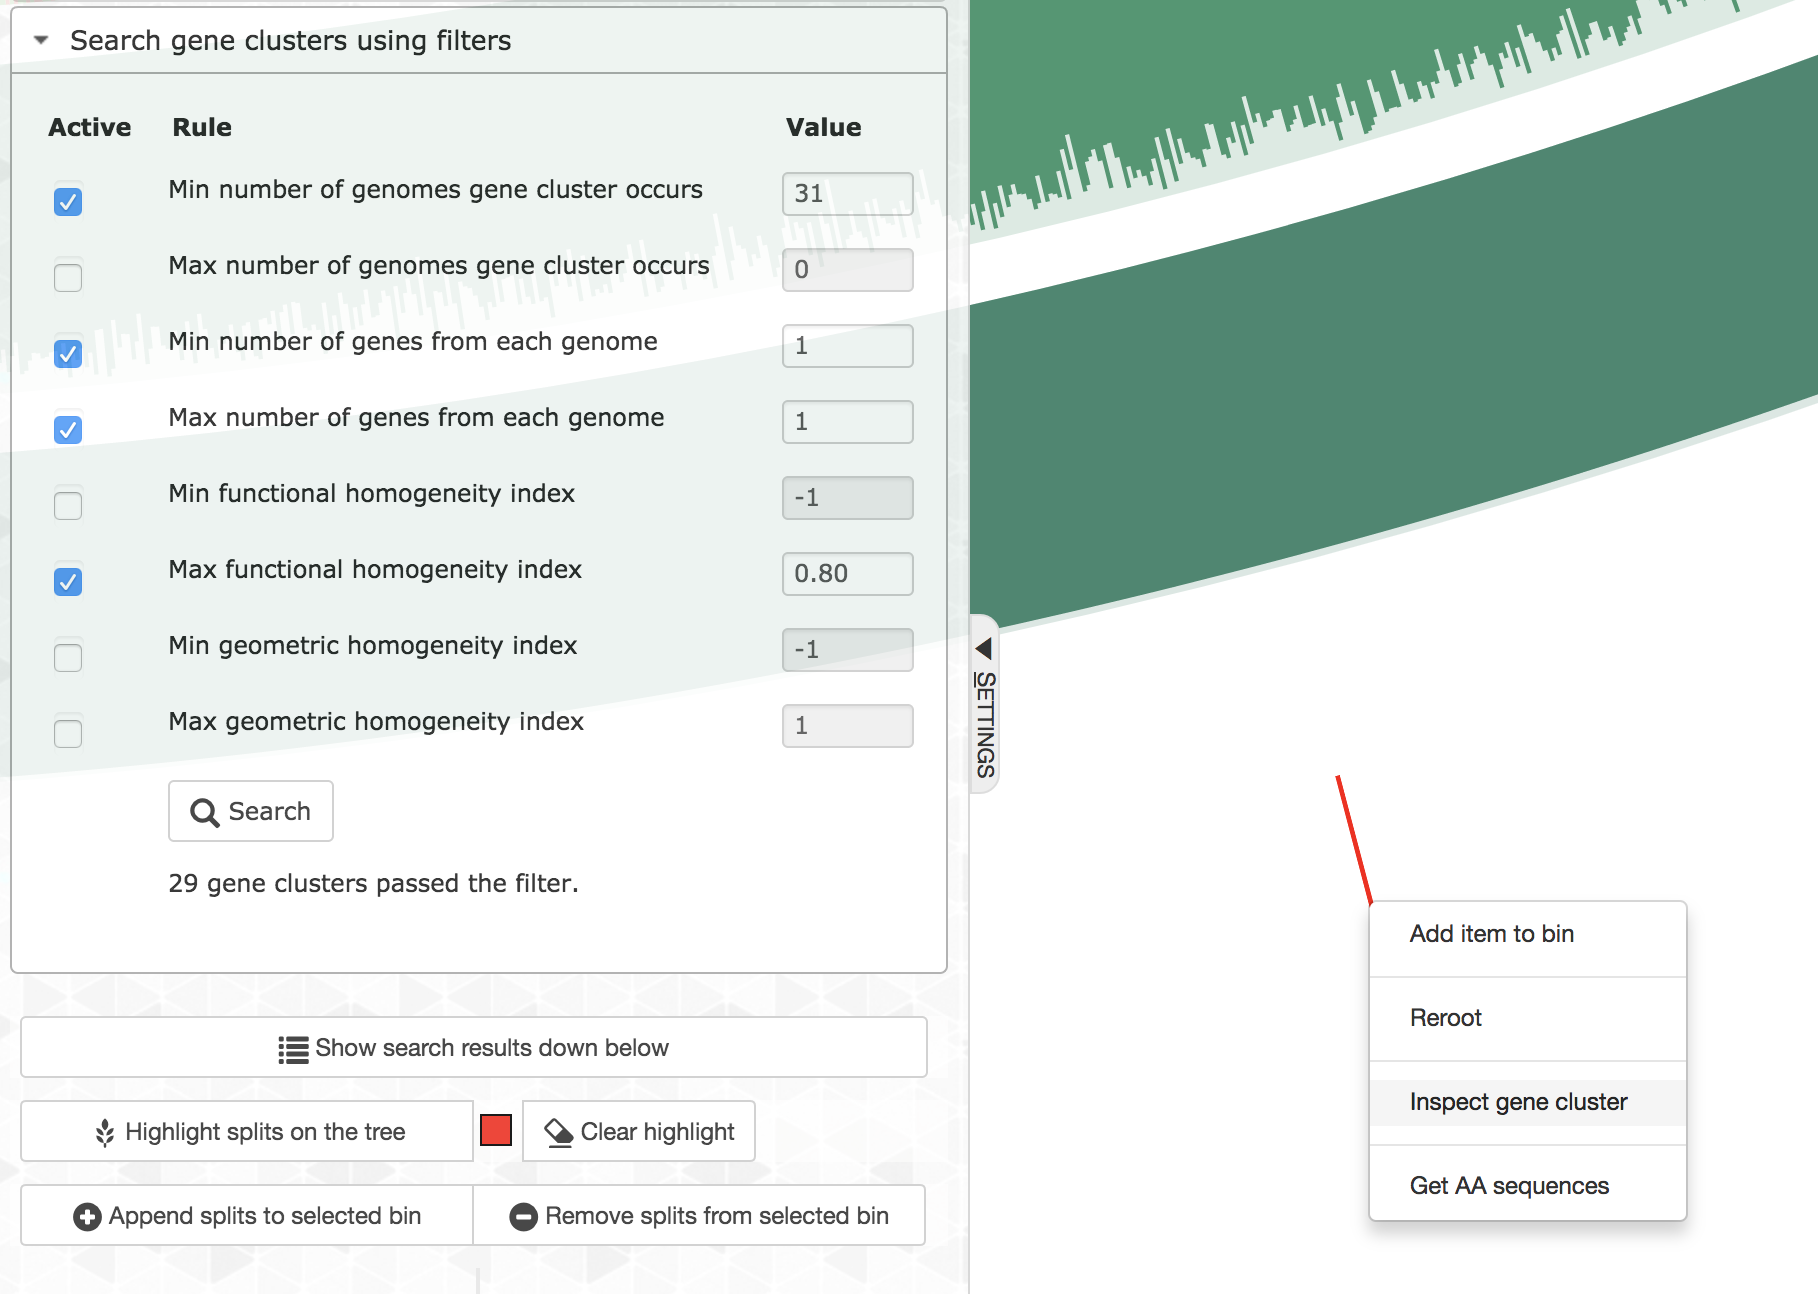 Search gene clusters using filters
Active Rule Value
Min number of genomes gene cluster occurs 31
Max number of genomes gene cluster occurs 0
Min number of genes from each genome 1
Max number of genes from each genome 1
Min functional homogeneity index -1
Max functional homogeneity index 0.80
Min geometric homogeneity index -1
Max geometric homogeneity index 1
Search
29 gene clusters passed the filter.
Show search results down below
Highlight splits on the tree Clear highlight
Append splits to selected bin Remove splits from selected bin
SETTINGS
Add item to bin
Reroot
Inspect gene cluster
Get AA sequences